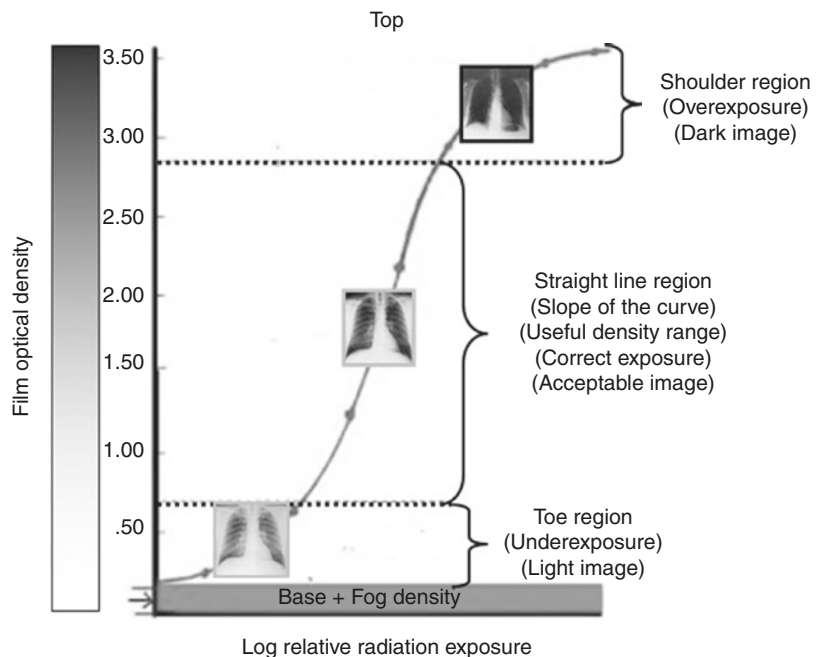 Top
Film optical density
3.50
3.00
2.50
2.00
1.50
1.00
.50
Shoulder region
(Overexposure)
(Dark image)
Straight line region
(Slope of the curve)
(Useful density range)
(Correct exposure)
(Acceptable image)
Toe region
(Underexposure)
(Light image)
Base + Fog density
Log relative radiation exposure